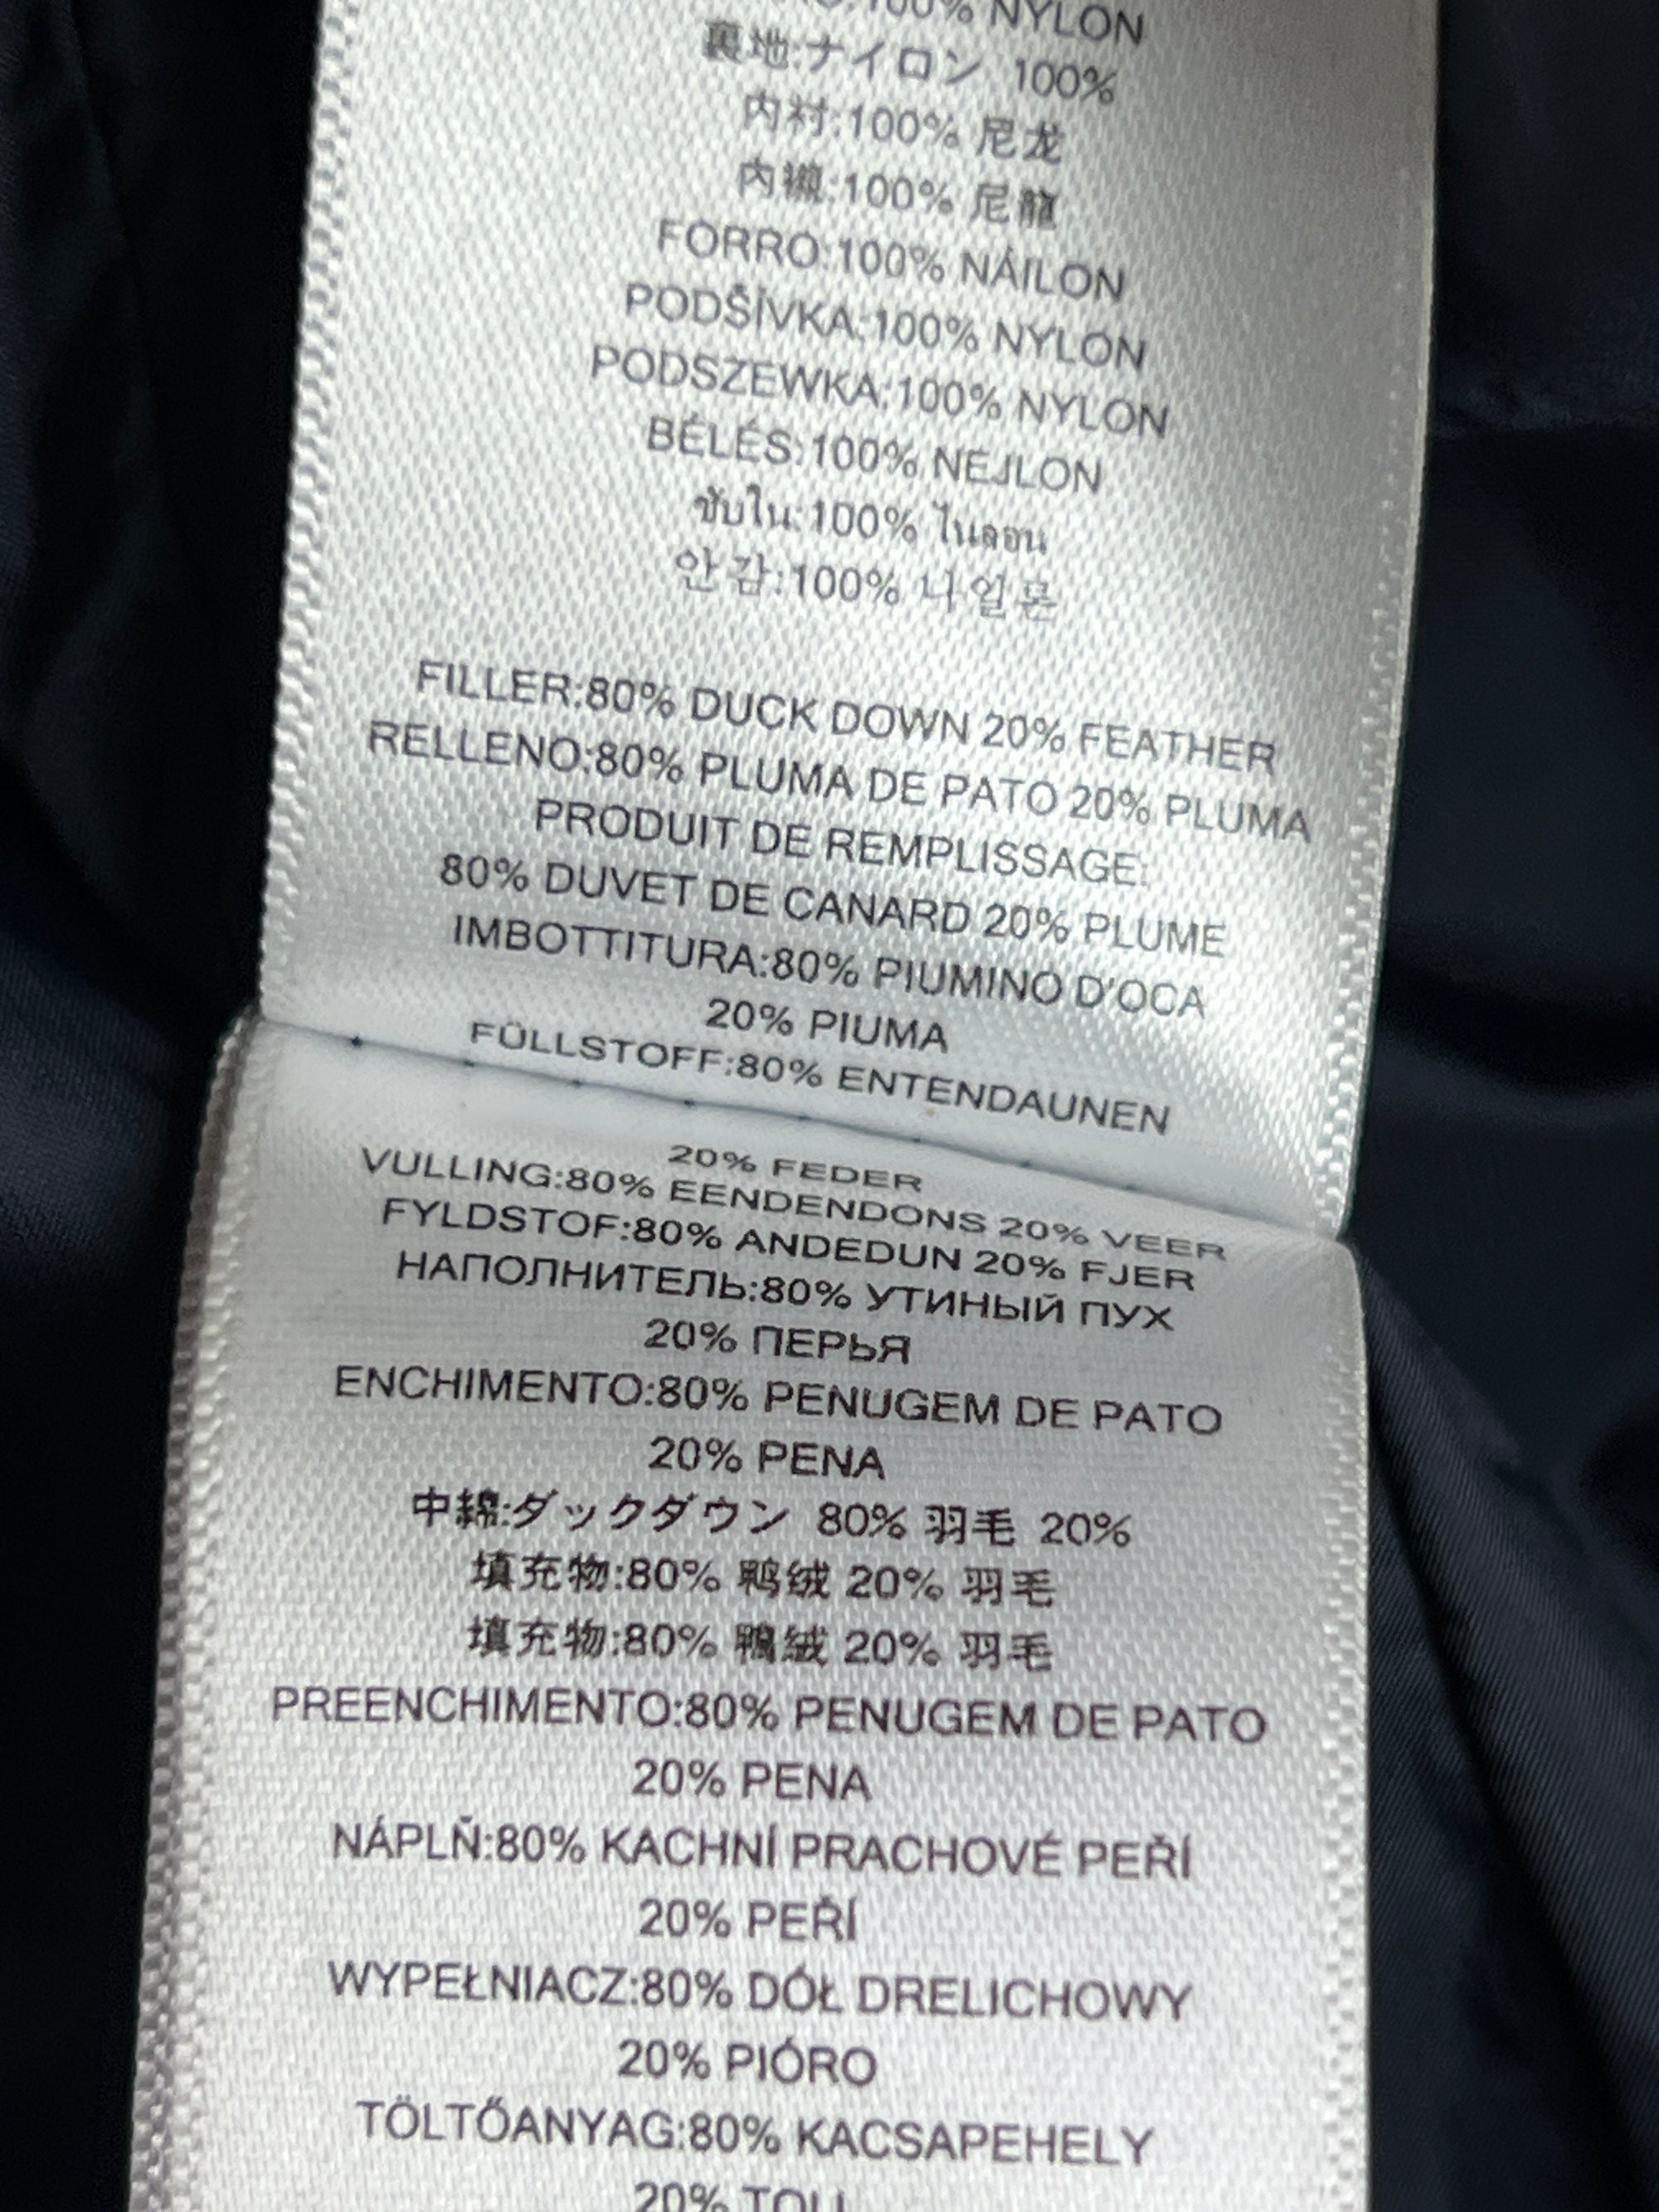 100% NYLON
裏地:ナイロン 100%
内村:100% 尼龙
內襯:100% 尼龍
FORRO:100% NÁILON
PODŠÍVKA:100% NYLON
PODSZEWKA:100% NYLON
BÉLÉS:100% NEJLON
ซับใน:100% ไนลอน
안감:100% 나일론
FILLER:80% DUCK DOWN 20% FEATHER
RELLENO:80% PLUMA DE PATO 20% PLUMA
PRODUIT DE REMPLISSAGE:
80% DUVET DE CANARD 20% PLUME
IMBOTTITURA:80% PIUMINO D'OCA
20% PIUMA
FÜLLSTOFF:80% ENTENDAUNEN
20% FEDER
VULLING:80% EENDENDONS 20% VEER
FYLDSTOF:80% ANDEDUN 20% FJER
НАПОЛНИТЕЛЬ:80% УТИНЫЙ ПУХ
20% ПЕРЬЯ
ENCHIMENTO:80% PENUGEM DE PATO
20% PENA
中綿:ダックダウン 80% 羽毛 20%
填充物:80% 鸭绒 20% 羽毛
填充物:80% 鴨絨 20% 羽毛
PREENCHIMENTO:80% PENUGEM DE PATO
20% PENA
NÁPLŇ:80% KACHNÍ PRACHOVÉ PEŘÍ
20% PEŘÍ
WYPEŁNIACZ:80% DÓŁ DRELICHOWY
20% PIÓRO
TÖLTŐANYAG:80% KACSAPEHELY
20% TOLL